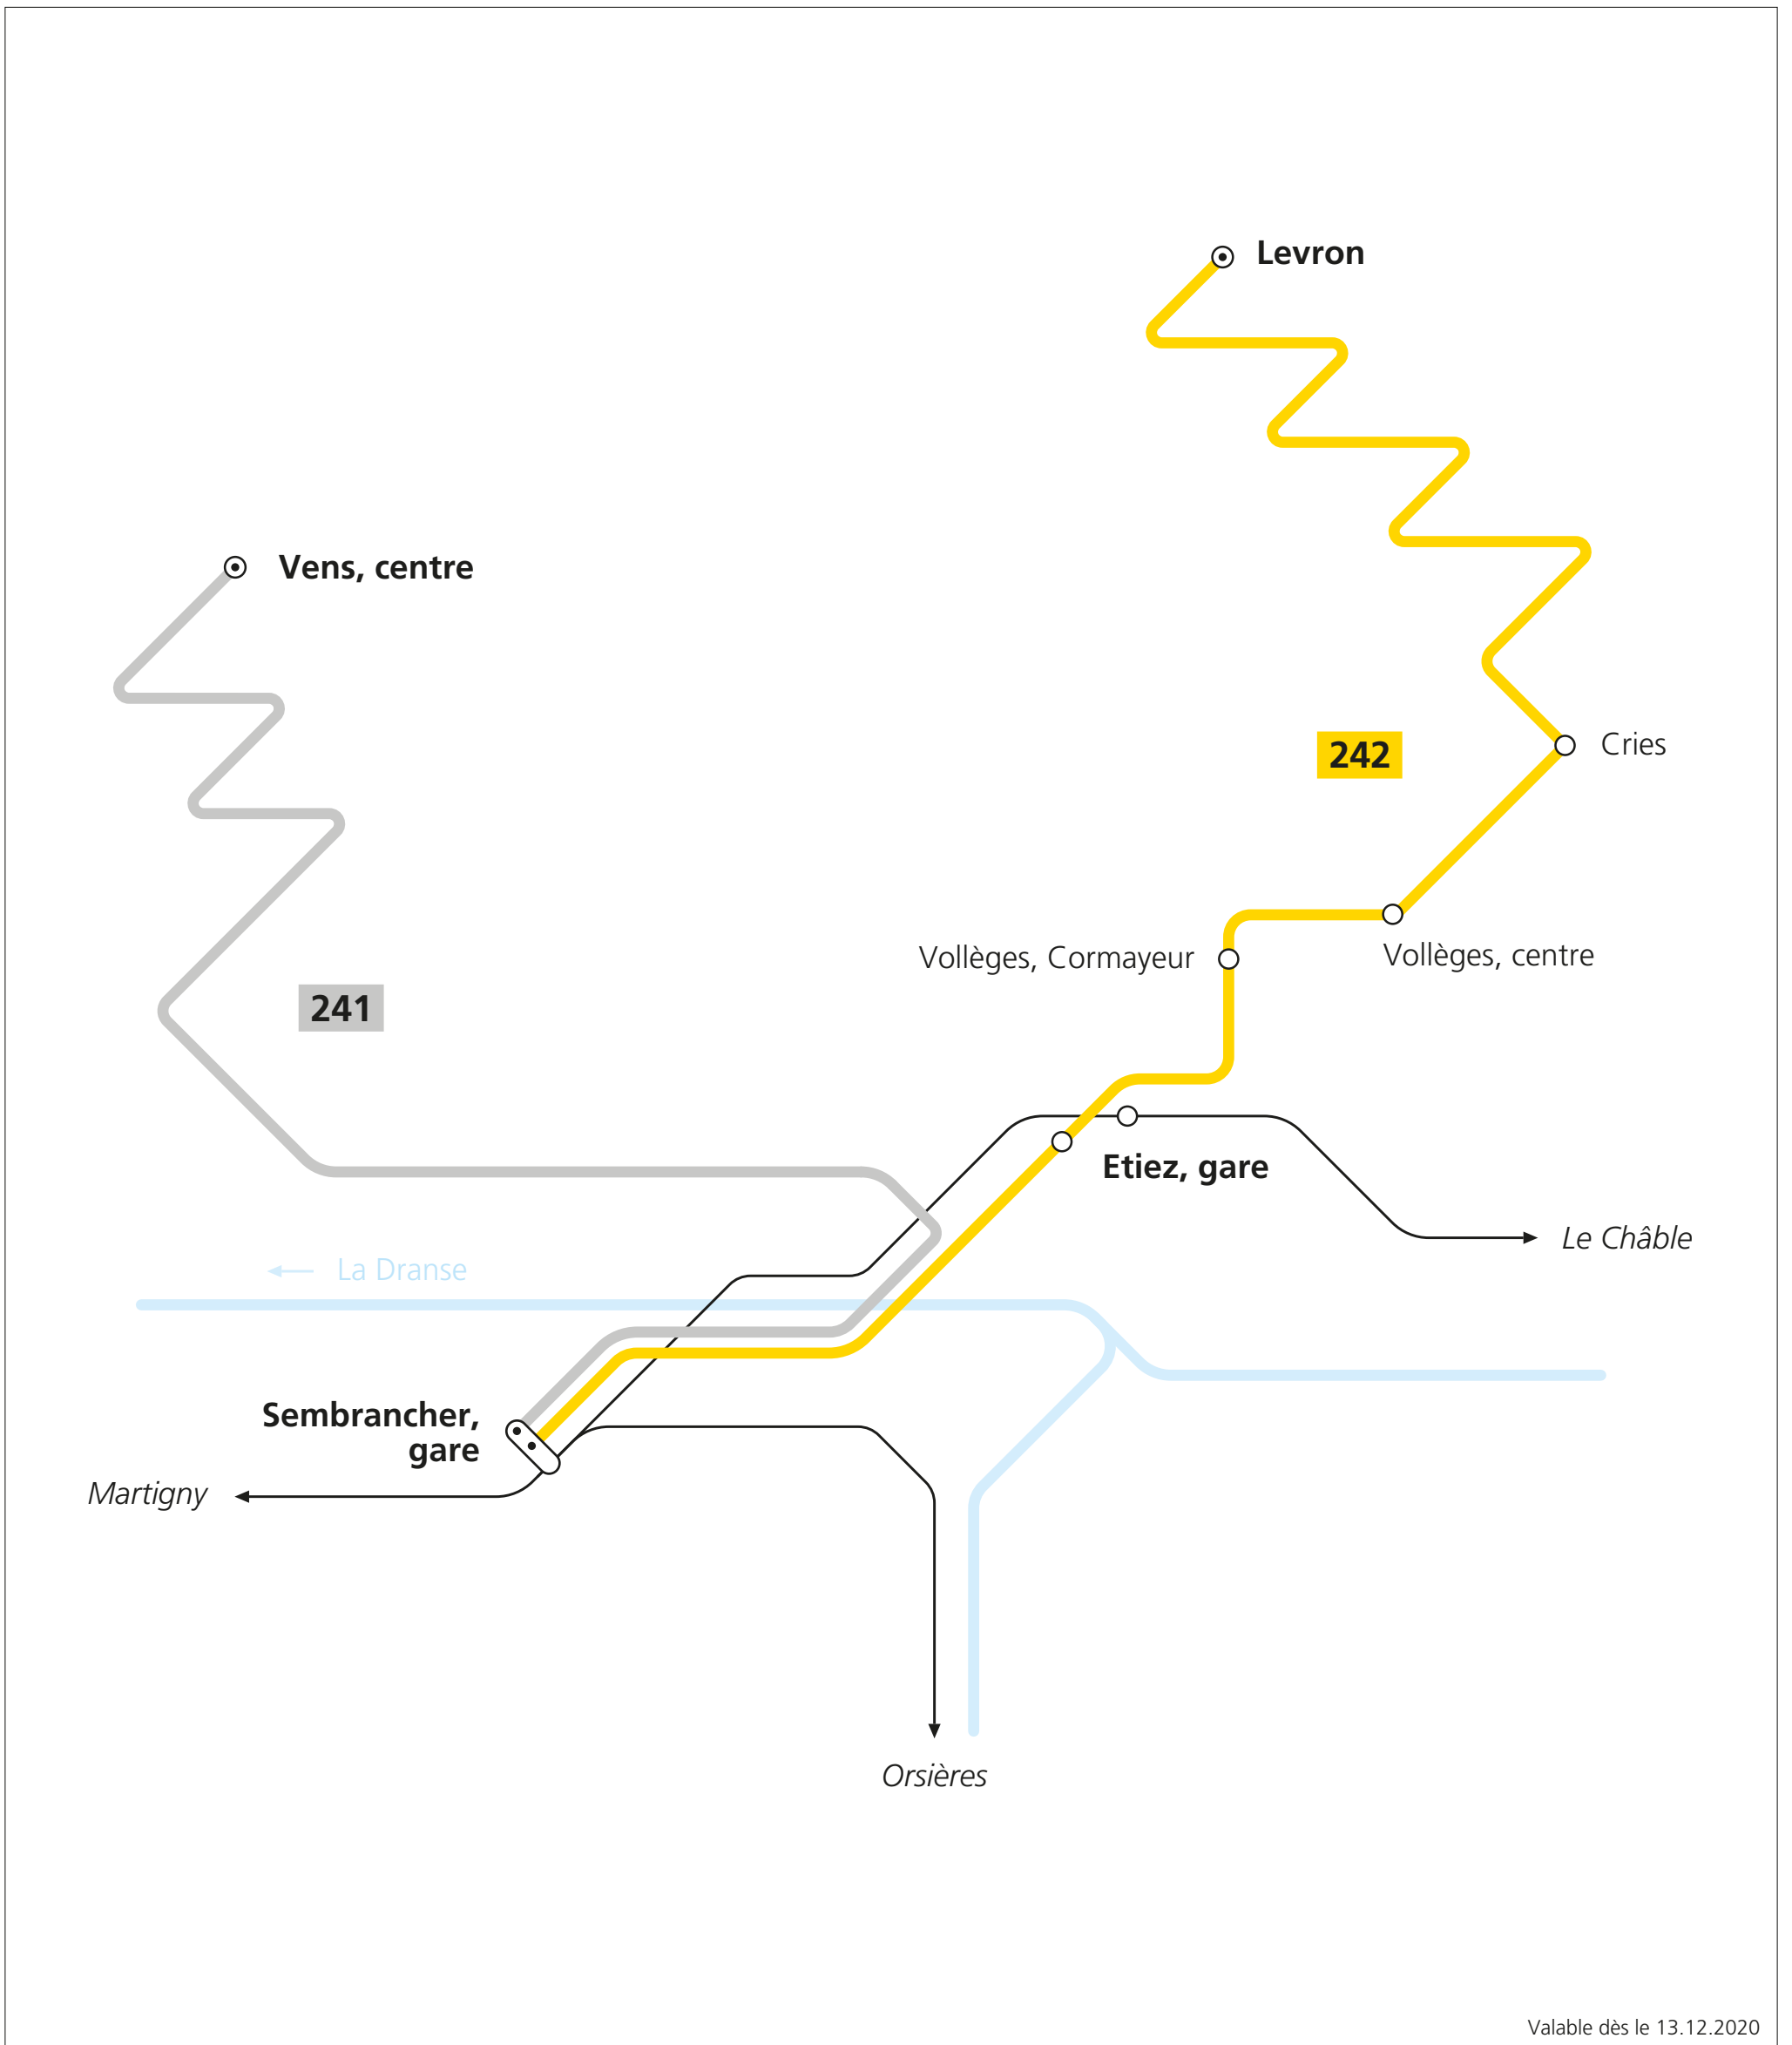 Levron
Vens, centre
242
Cries
Vollèges, Cormayeur
Vollèges, centre
241
Etiez, gare
Le Châble
La Dranse
Sembrancher,
gare
Martigny
Orsières
Valable dès le 13.12.2020